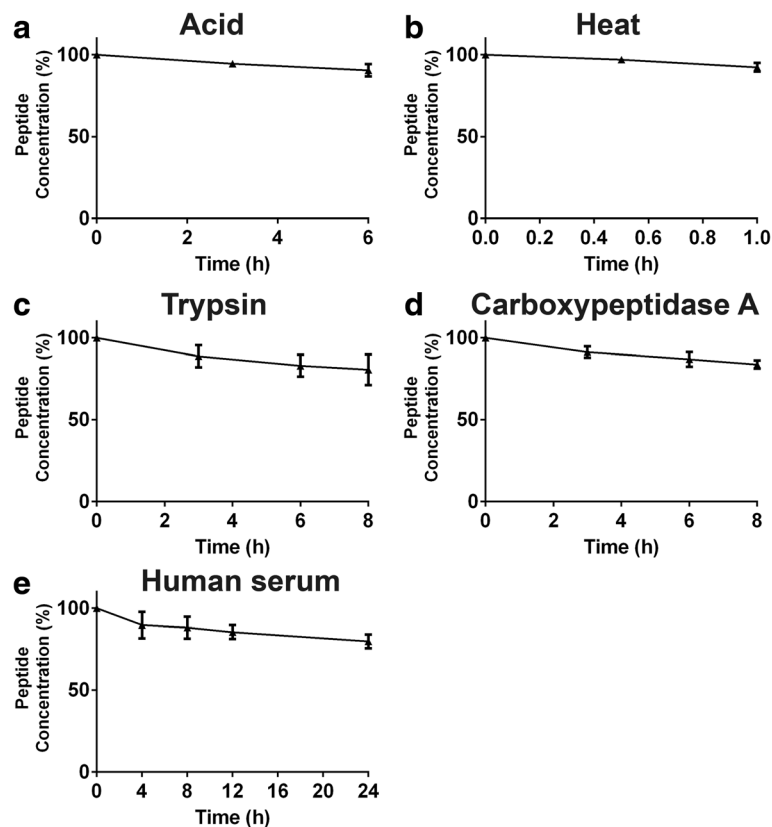 a Acid
Peptide
Concentration (%)
100
50
0
0 2 4 6
Time (h)
b Heat
Peptide
Concentration (%)
100
50
0
0.0 0.2 0.4 0.6 0.8 1.0
Time (h)
c Trypsin
Peptide
Concentration (%)
100
50
0
0 2 4 6 8
Time (h)
d Carboxypeptidase A
Peptide
Concentration (%)
100
50
0
0 2 4 6 8
Time (h)
e Human serum
Peptide
Concentration (%)
100
50
0
0 4 8 12 16 20 24
Time (h)